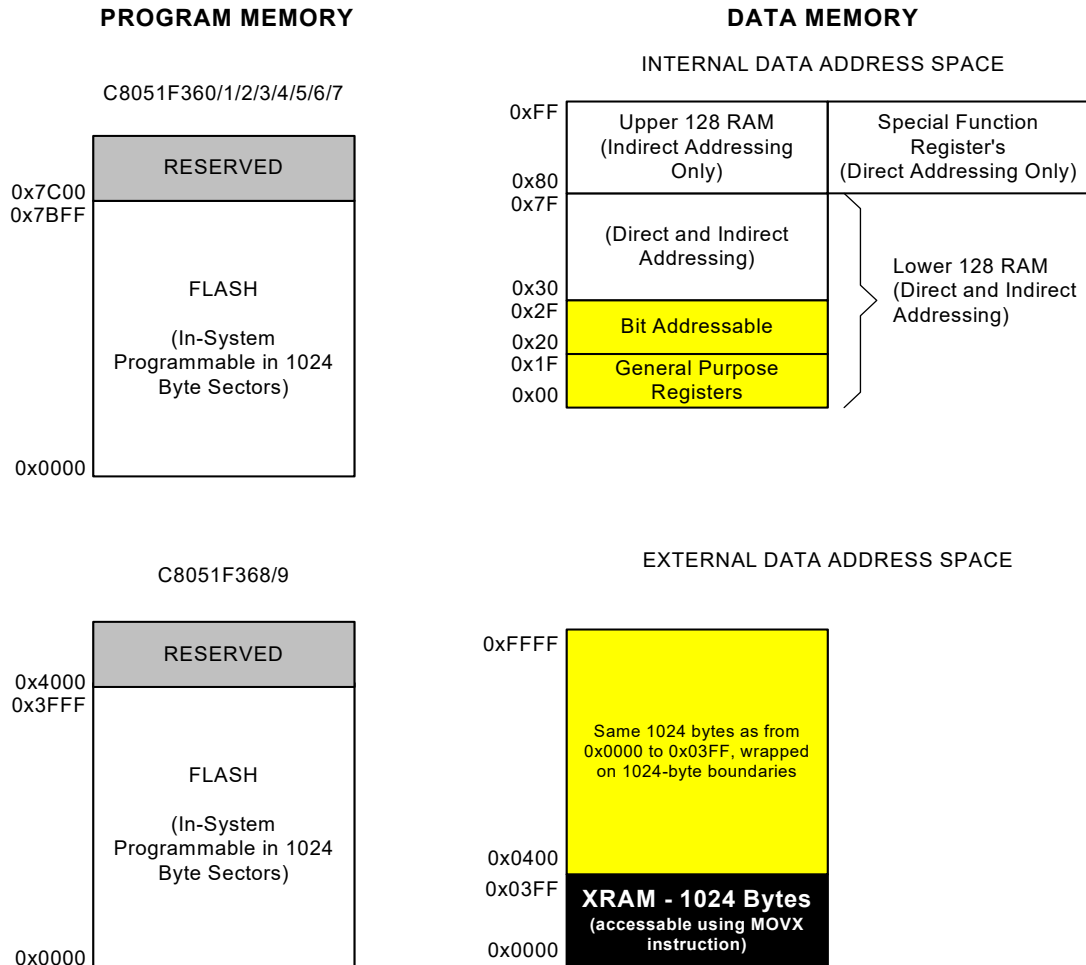 PROGRAM MEMORY
DATA MEMORY
INTERNAL DATA ADDRESS SPACE
C8051F360/1/2/3/4/5/6/7
RESERVED
0x7C00
0x7BFF
FLASH
(In-System
Programmable in 1024
Byte Sectors)
0x0000
0xFF
Upper 128 RAM
(Indirect Addressing
Only)
Special Function
Register's
(Direct Addressing Only)
0x80
0x7F
(Direct and Indirect
Addressing)
Lower 128 RAM
(Direct and Indirect
Addressing)
0x30
0x2F
Bit Addressable
0x20
0x1F
General Purpose
Registers
0x00
C8051F368/9
RESERVED
0x4000
0x3FFF
FLASH
(In-System
Programmable in 1024
Byte Sectors)
0x0000
EXTERNAL DATA ADDRESS SPACE
0xFFFF
Same 1024 bytes as from
0x0000 to 0x03FF, wrapped
on 1024-byte boundaries
0x0400
0x03FF
XRAM - 1024 Bytes
(accessable using MOVX
instruction)
0x0000